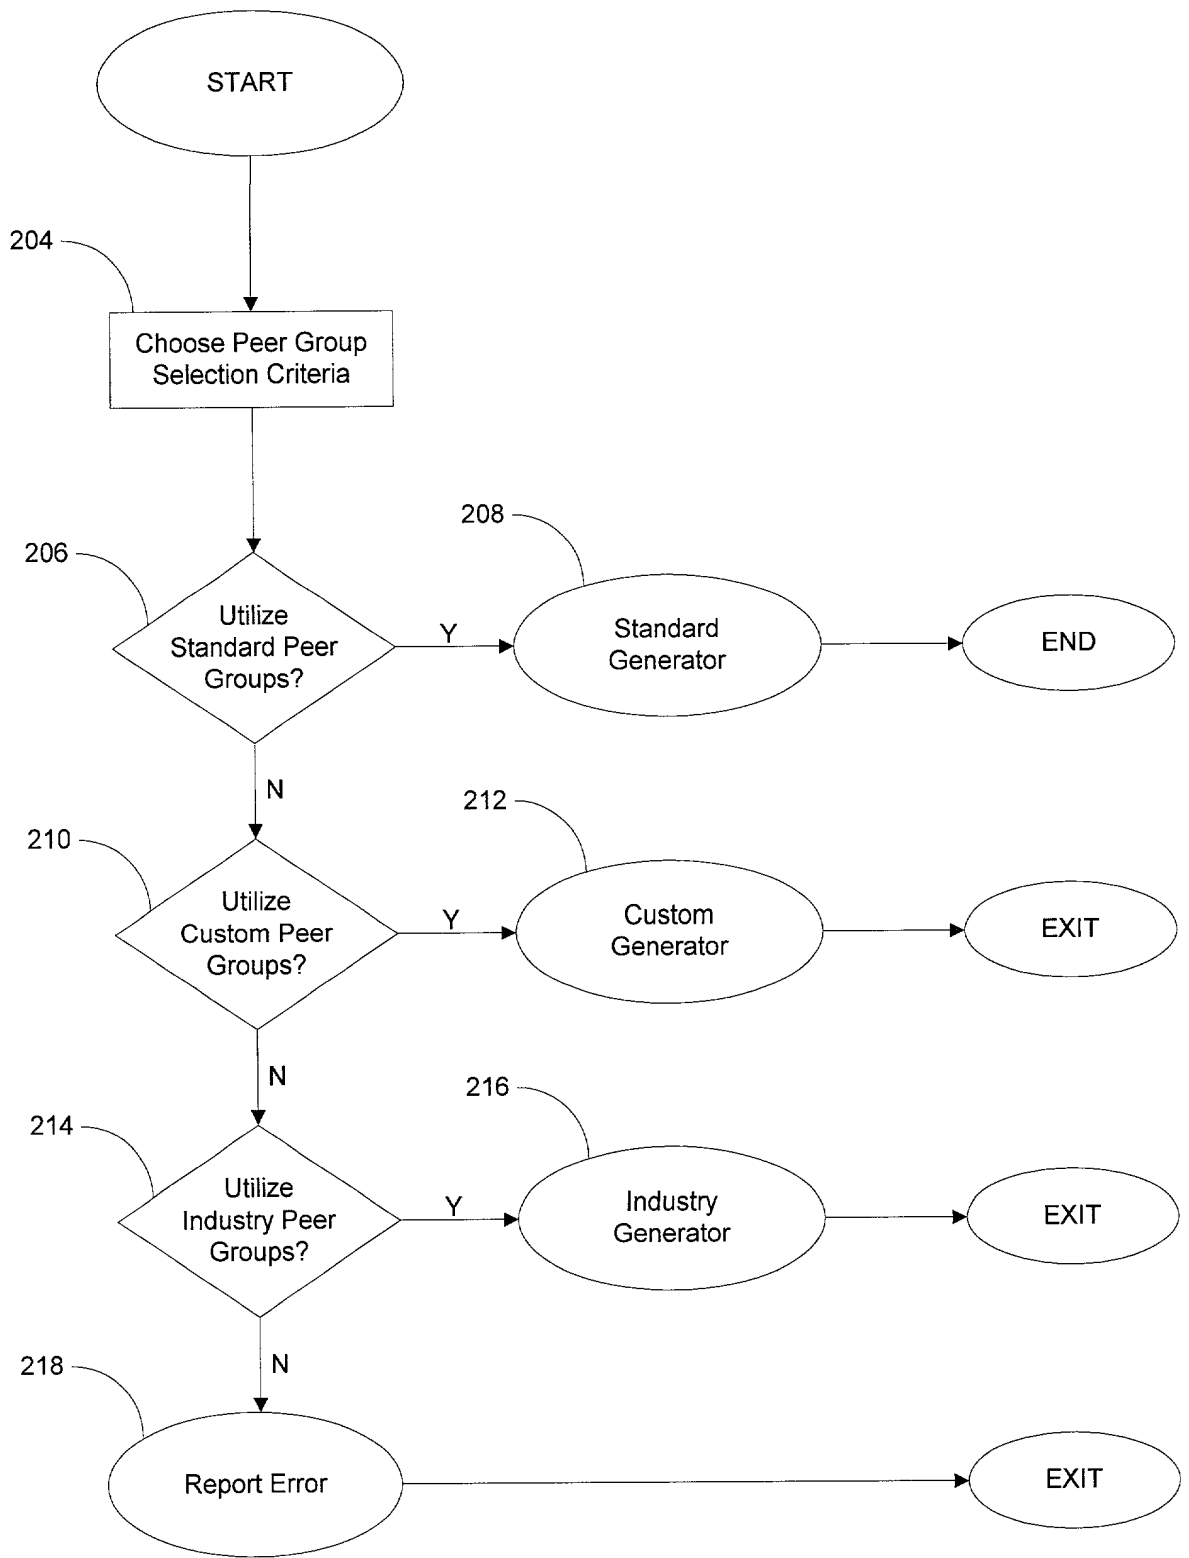 START
204
Choose Peer Group
Selection Criteria
208
206
Utilize
Standard Peer
Groups?
Y
Standard
Generator
END
N
212
210
Utilize
Custom Peer
Groups?
Y
Custom
Generator
EXIT
N
216
214
Utilize
Industry Peer
Groups?
Y
Industry
Generator
EXIT
N
218
Report Error
EXIT